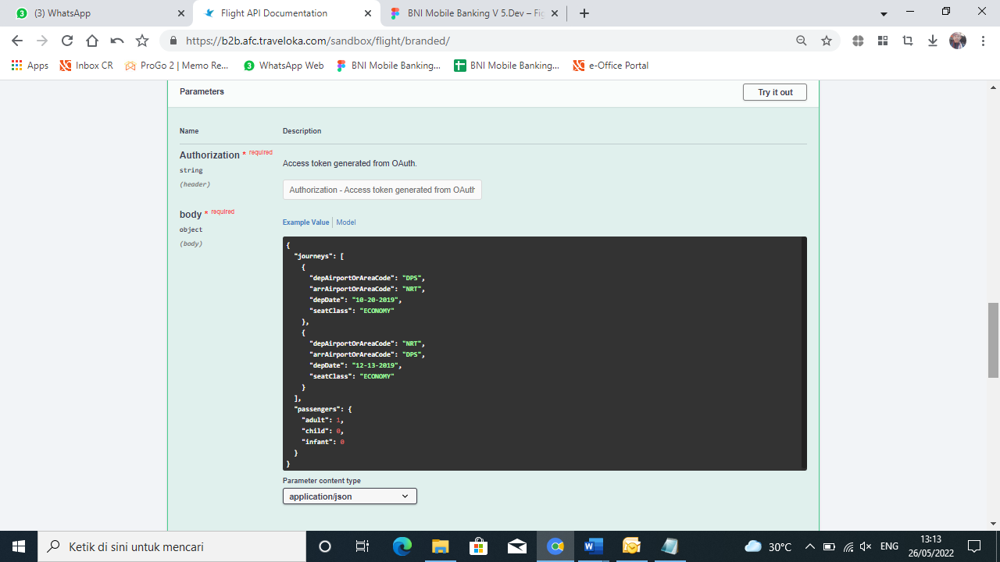 (3) WhatsApp
Flight API Documentation
BNI Mobile Banking V 5.Dev – Fig
https://b2b.afc.traveloka.com/sandbox/flight/branded/
Apps
Inbox CR
ProGo 2 | Memo Re...
WhatsApp Web
BNI Mobile Banking...
BNI Mobile Banking...
e-Office Portal
Parameters
Try it out
Name
Description
Authorization * required
string
(header)
Access token generated from OAuth.
Authorization - Access token generated from OAuth
body * required
object
(body)
Example Value
Model
{
"journeys": [
{
"depAirportOrAreaCode": "DPS",
"arrAirportOrAreaCode": "NRT",
"depDate": "10-20-2019",
"seatClass": "ECONOMY"
},
{
"depAirportOrAreaCode": "NRT",
"arrAirportOrAreaCode": "DPS",
"depDate": "12-13-2019",
"seatClass": "ECONOMY"
}
],
"passengers": {
"adult": 1,
"child": 0,
"infant": 0
}
}
Parameter content type
application/json
Ketik di sini untuk mencari
30°C
ENG
13:13
26/05/2022